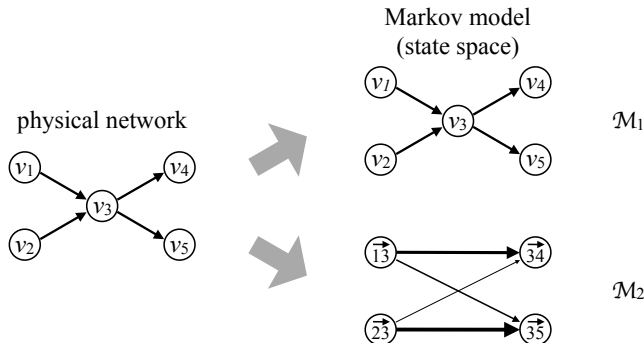 Markov model
(state space)
physical network
v1
v2
v3
v4
v5
v1
v2
v3
v4
v5
M1
13
23
34
35
M2